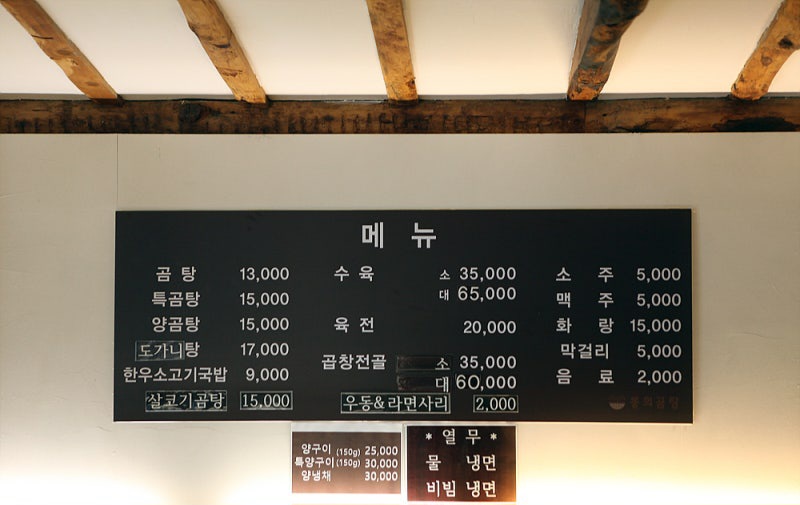 메 뉴
곰 탕 13,000
특곰탕 15,000
양곰탕 15,000
도가니탕 17,000
한우소고기국밥 9,000
살코기곰탕 15,000
수 육 소 35,000
대 65,000
육 전 20,000
곱창전골 소 35,000
대 60,000
우동&라면사리 2,000
소 주 5,000
맥 주 5,000
화 랑 15,000
막걸리 5,000
음 료 2,000
양구이 (150g) 25,000
특양구이 (150g) 30,000
양냉채 30,000
* 열 무 *
물 냉면
비빔 냉면